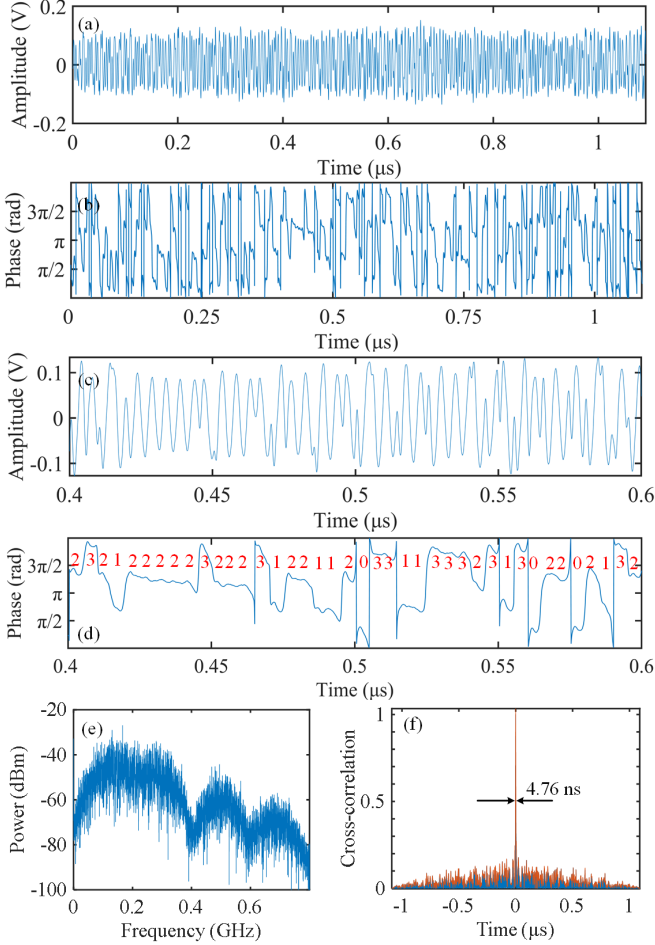 0.2
(a)
Amplitude (V)
0
-0.2
0 0.2 0.4 0.6 0.8 1
Time (μs)
(b)
Phase (rad)
3π/2
π
π/2
0 0.25 0.5 0.75 1
Time (μs)
(c)
Amplitude (V)
0.1
0
-0.1
0.4 0.45 0.5 0.55 0.6
Time (μs)
Phase (rad)
3π/2
π
π/2
2 3 2 1 2 2 2 2 2 2 3 2 2 2 3 1 2 2 1 1 2 0 3 3 1 1 3 3 3 2 3 1 3 0 2 2 0 2 1 3 2
(d)
0.4 0.45 0.5 0.55 0.6
Time (μs)
(e)
Power (dBm)
-20
-40
-60
-80
-100
0 0.2 0.4 0.6 0.8
Frequency (GHz)
(f)
Cross-correlation
1
0.5
0
4.76 ns
-1 -0.5 0 0.5 1
Time (μs)